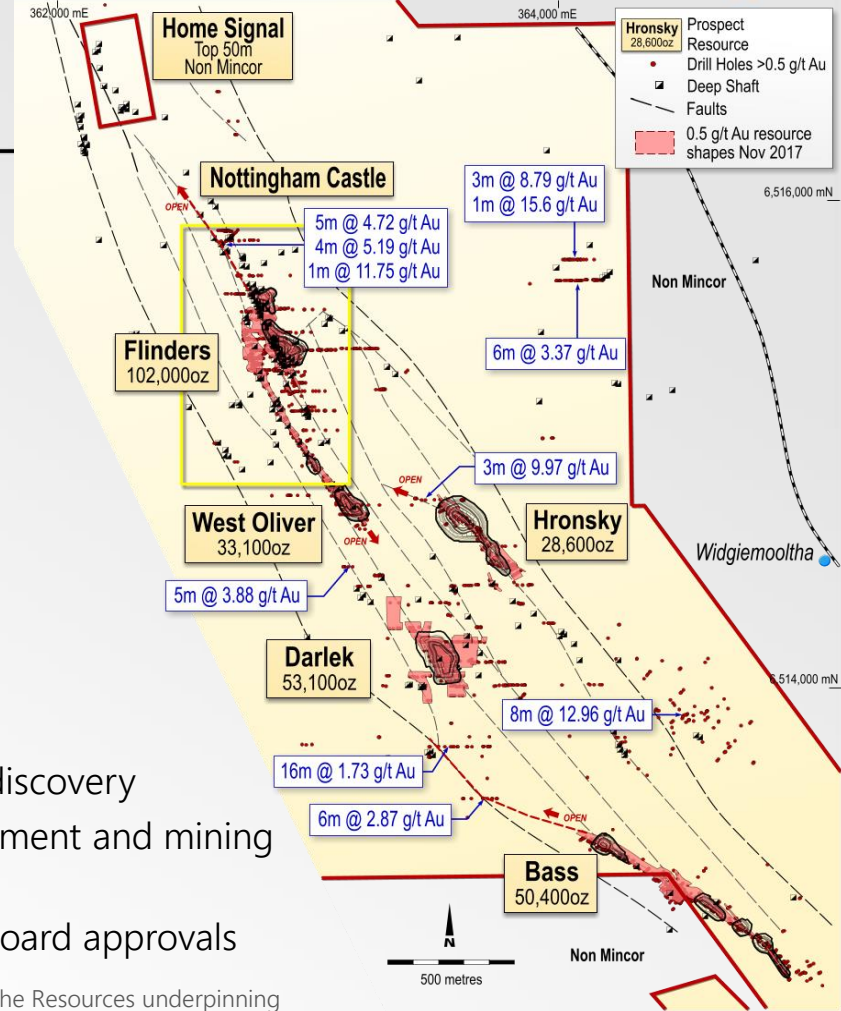 362,000 mE
364,000 mE
Home Signal
Top 50m
Non Mincor
Hronsky
28,600oz
Prospect
Resource
Drill Holes >0.5 g/t Au
Deep Shaft
Faults
0.5 g/t Au resource
shapes Nov 2017
Nottingham Castle
OPEN
5m @ 4.72 g/t Au
4m @ 5.19 g/t Au
1m @ 11.75 g/t Au
3m @ 8.79 g/t Au
1m @ 15.6 g/t Au
6,516,000 mN
Non Mincor
6m @ 3.37 g/t Au
Flinders
102,000oz
3m @ 9.97 g/t Au
OPEN
West Oliver
33,100oz
OPEN
Hronsky
28,600oz
Widgiemooltha
5m @ 3.88 g/t Au
Darlek
53,100oz
6,514,000 mN
8m @ 12.96 g/t Au
16m @ 1.73 g/t Au
6m @ 2.87 g/t Au
OPEN
Bass
50,400oz
N
500 metres
Non Mincor
discovery
ment and mining
oard approvals
he Resources underpinning